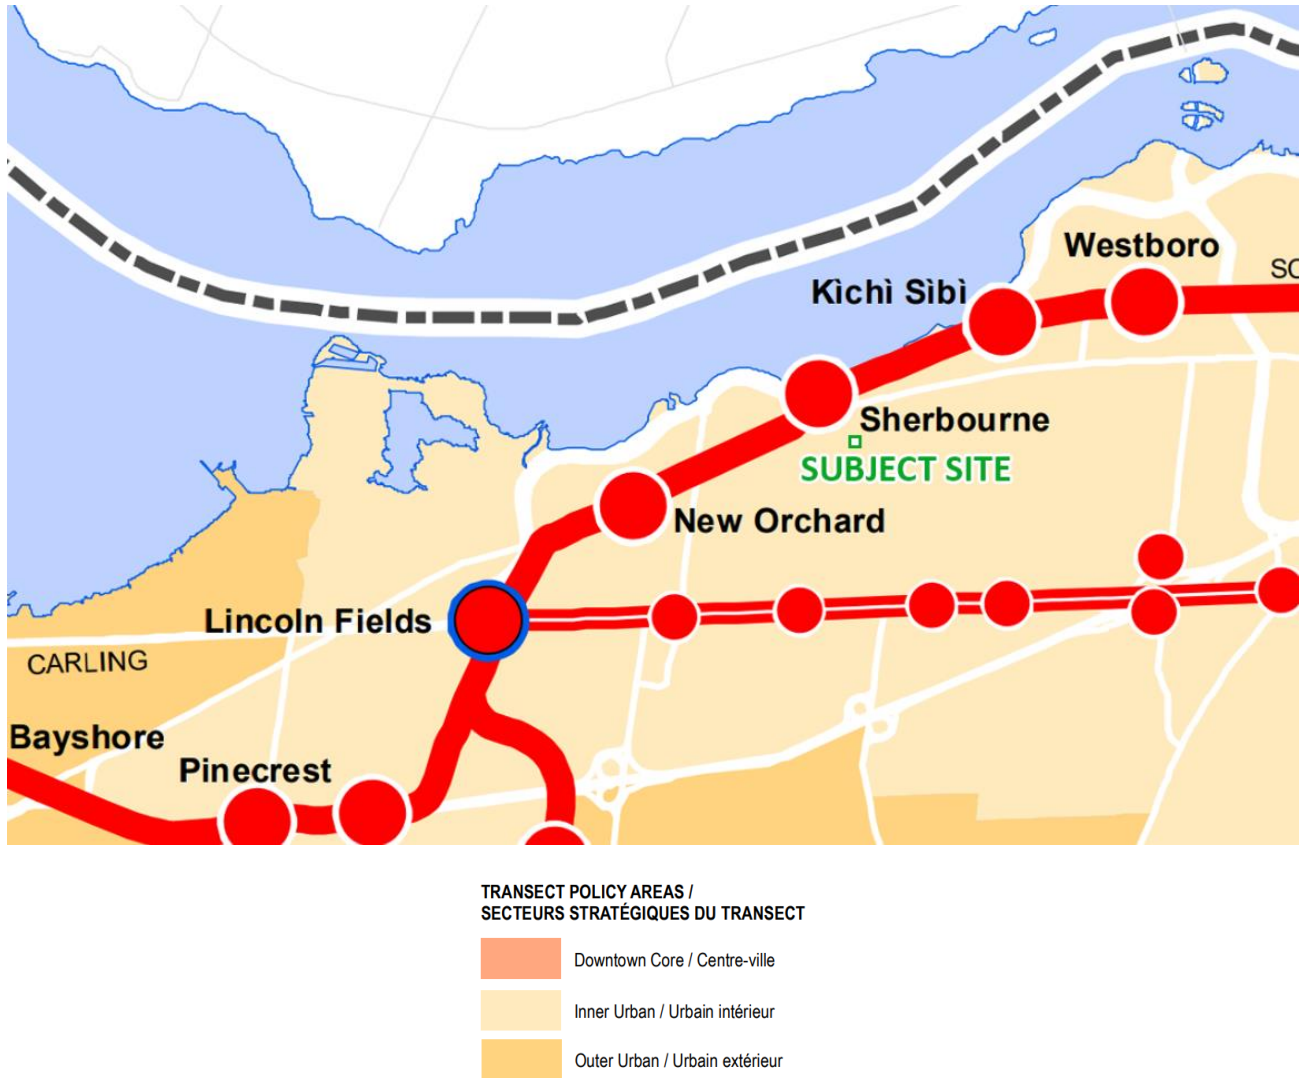 Westboro
SC
Kìchì Sìbì
Sherbourne
SUBJECT SITE
New Orchard
Lincoln Fields
CARLING
Bayshore
Pinecrest
TRANSECT POLICY AREAS /
SECTEURS STRATÉGIQUES DU TRANSECT
Downtown Core / Centre-ville
Inner Urban / Urbain intérieur
Outer Urban / Urbain extérieur